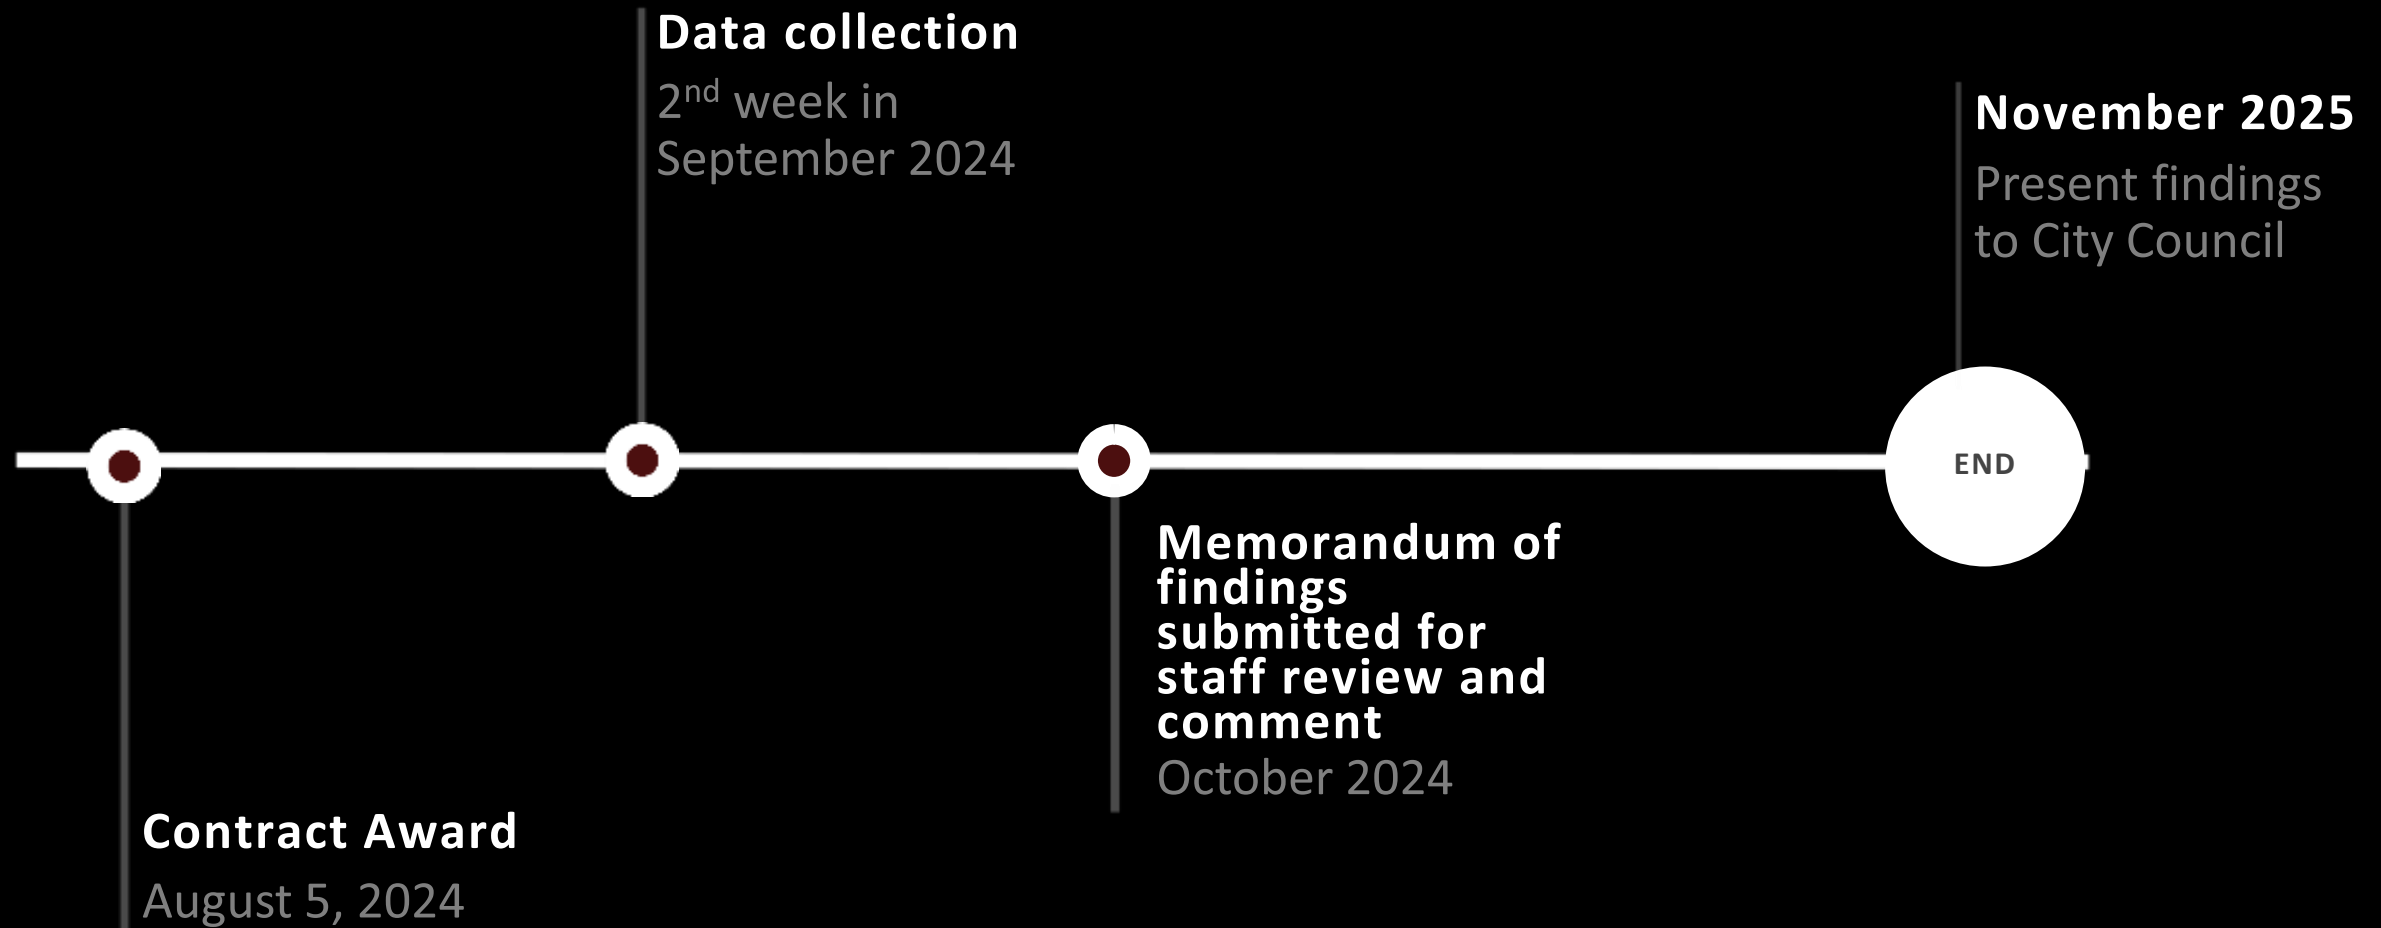 Data collection
2nd week in
September 2024
November 2025
Present findings
to City Council
END
Memorandum of
findings
submitted for
staff review and
comment
October 2024
Contract Award
August 5, 2024